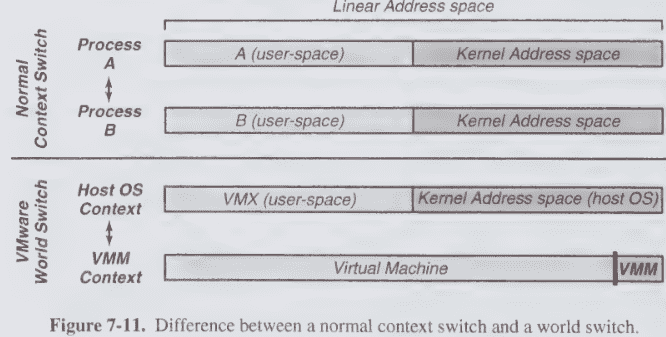 Linear Address space
Normal
Context Switch
Process
A
A (user-space)
Kernel Address space
Process
B
B (user-space)
Kernel Address space
VMware
World Switch
Host OS
Context
VMX (user-space)
Kernel Address space (host OS)
VMM
Context
Virtual Machine
VMM
Figure 7-11. Difference between a normal context switch and a world switch.